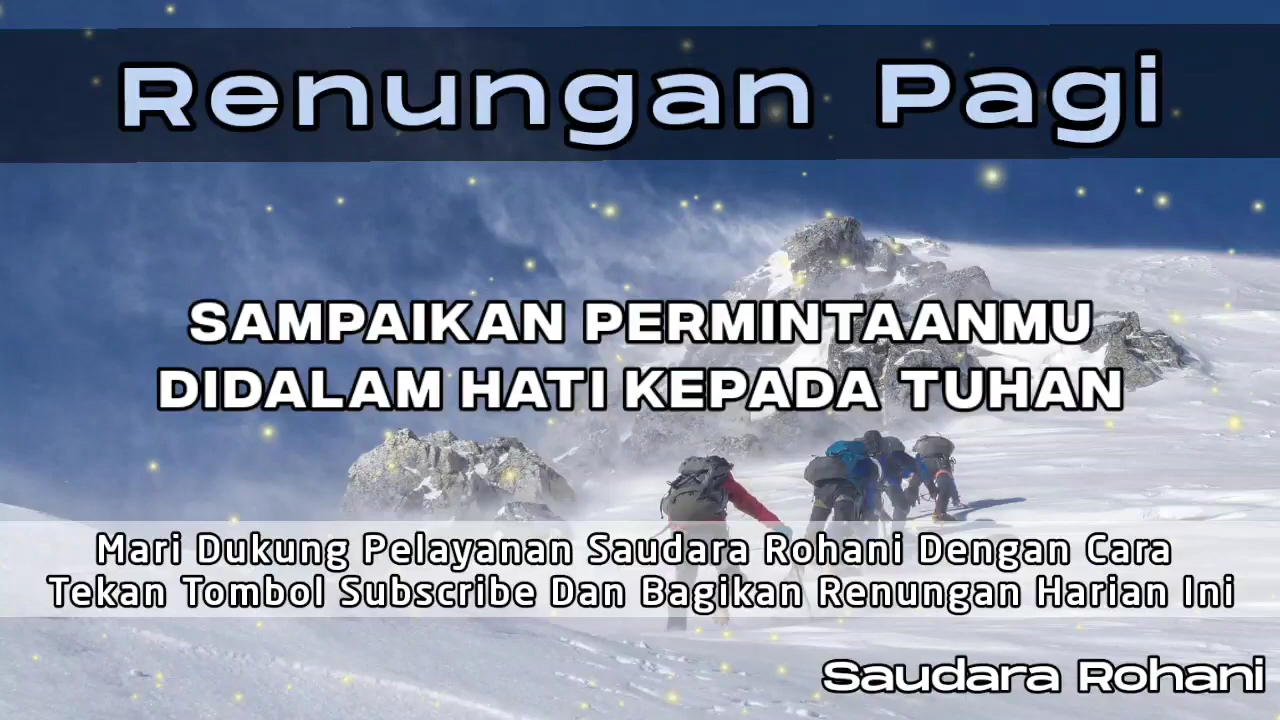 Renungan Pagi
SAMPAIKAN PERMINTAANMU
DIDALAM HATI KEPADA TUHAN
Mari Dukung Pelayanan Saudara Rohani Dengan Cara
Tekan Tombol Subscribe Dan Bagikan Renungan Harian Ini
Saudara Rohani